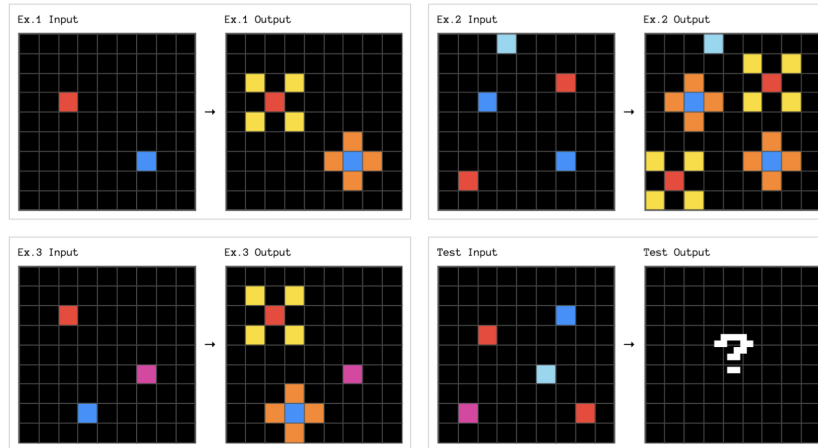 Ex.1 Input
Ex.1 Output
→
Ex.2 Input
Ex.2 Output
→
Ex.3 Input
Ex.3 Output
→
Test Input
Test Output
→
?